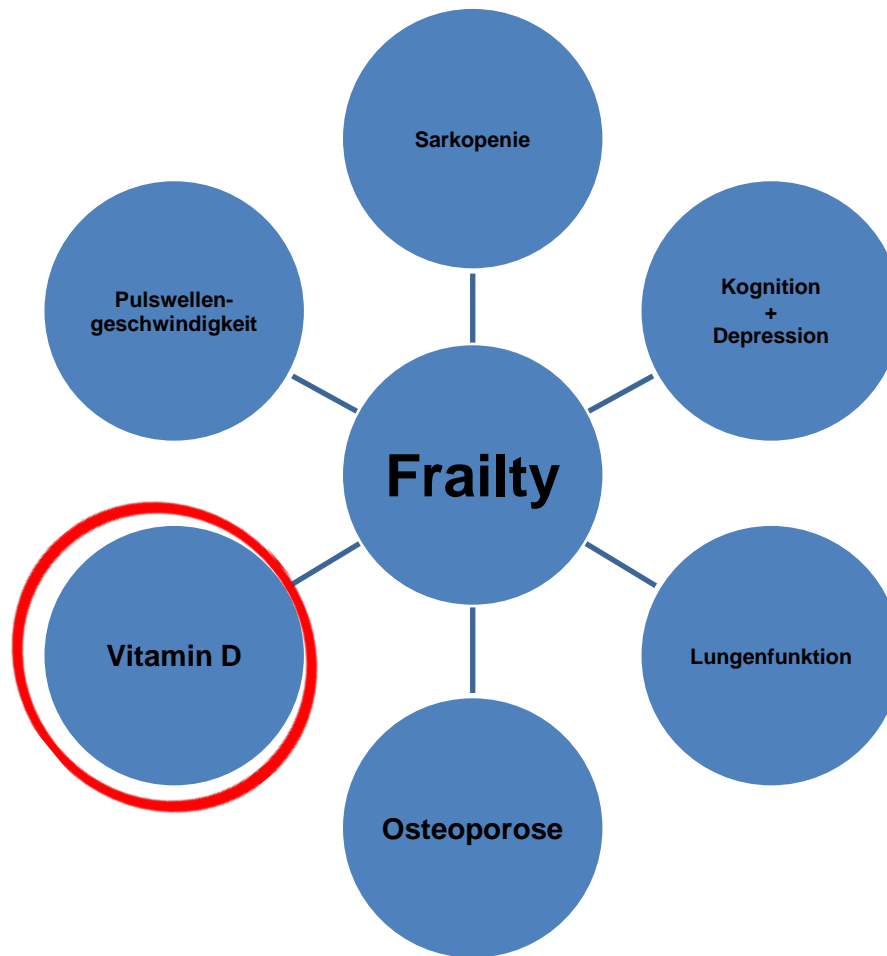 Sarkopenie
Pulswellen-
geschwindigkeit
Kognition
+
Depression
Frailty
Vitamin D
Lungenfunktion
Osteoporose